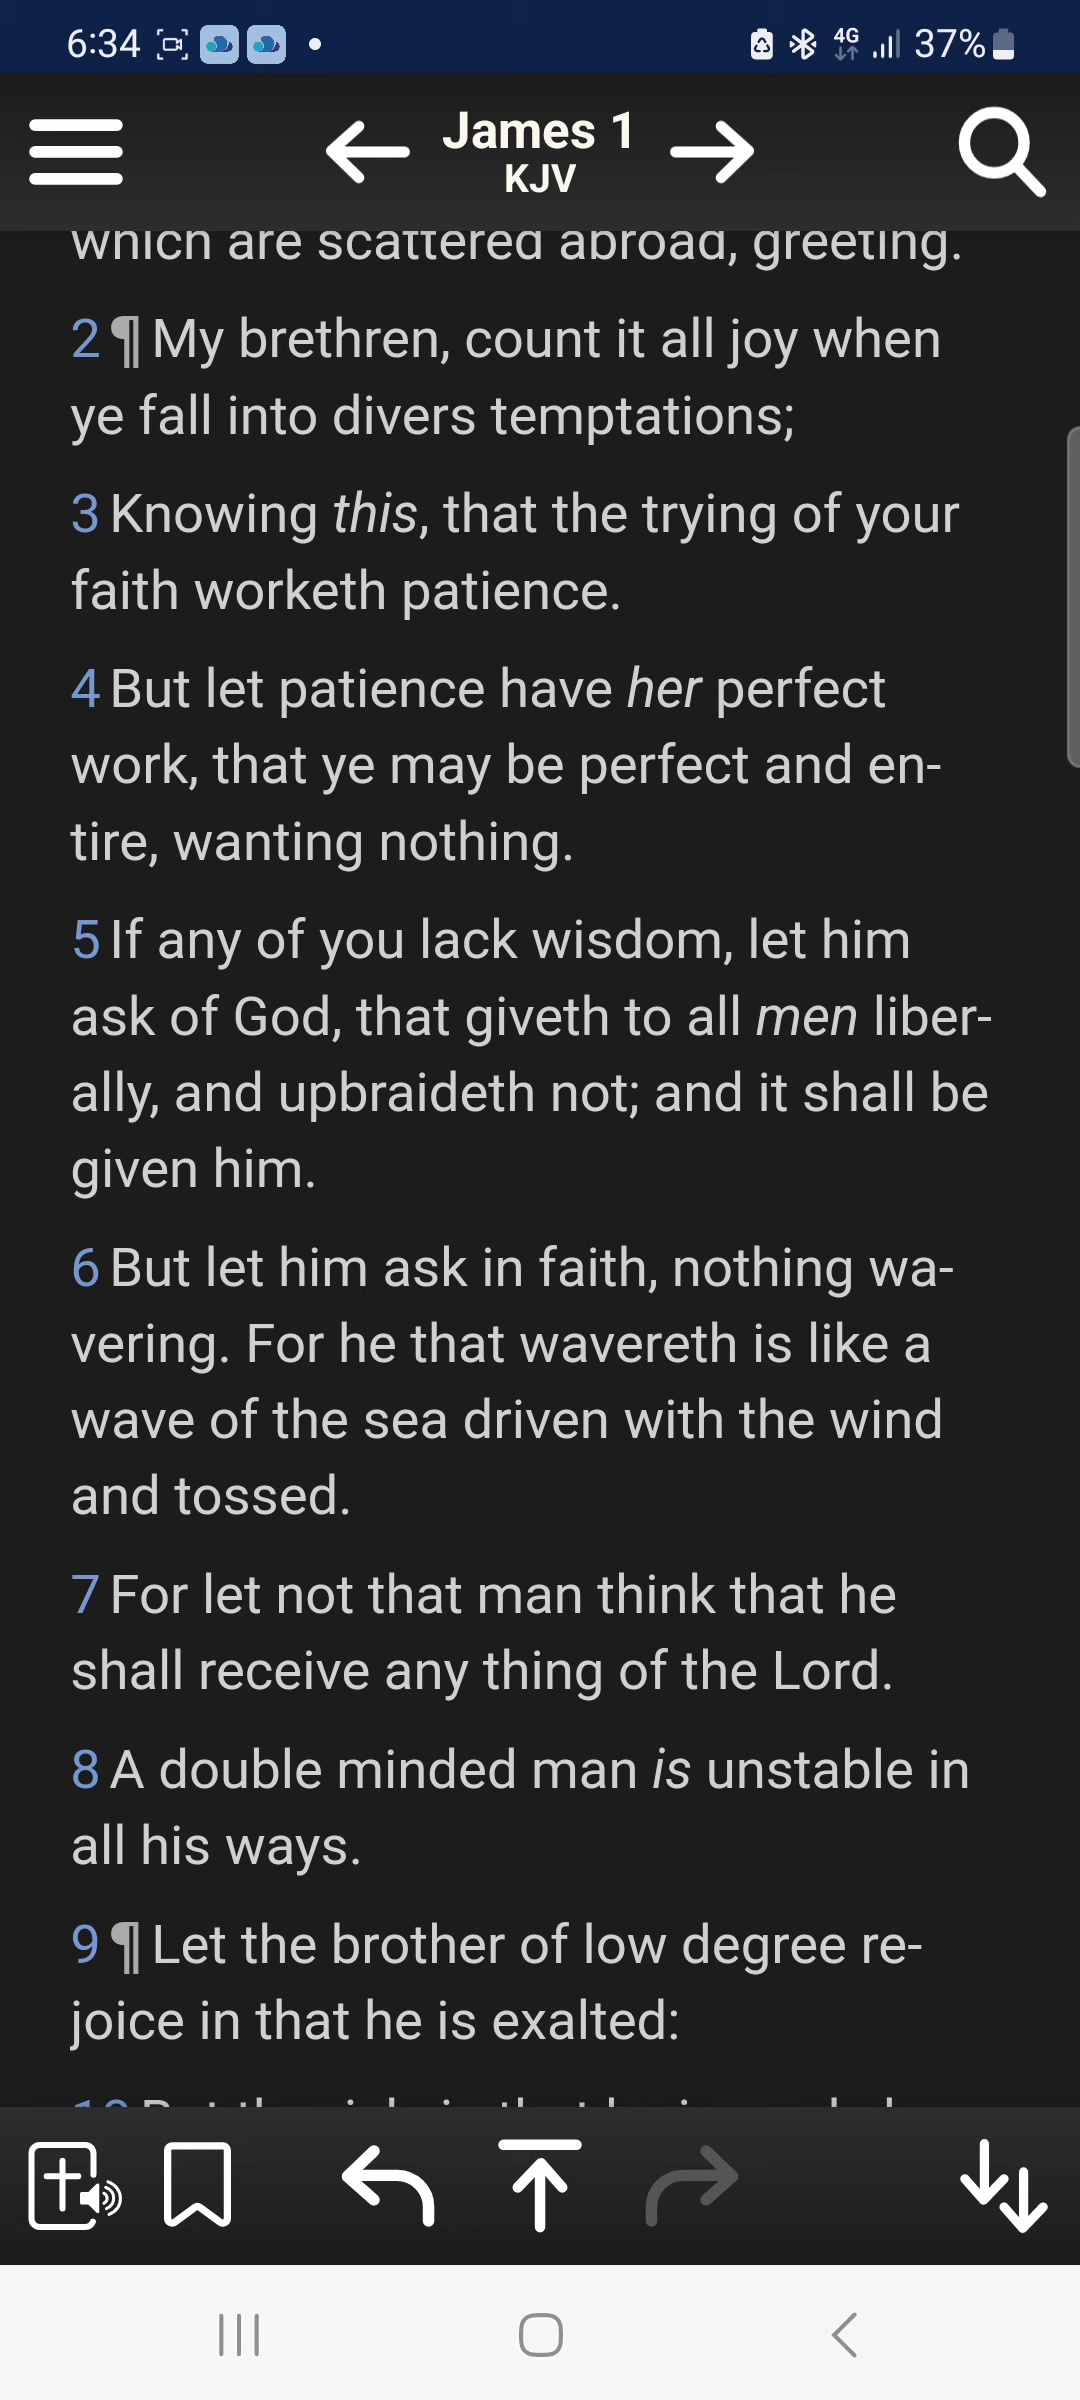 6:34
4G
37%
James 1
KJV
which are scattered abroad, greeting.
2 ¶ My brethren, count it all joy when
ye fall into divers temptations;
3 Knowing this, that the trying of your
faith worketh patience.
4 But let patience have her perfect
work, that ye may be perfect and en-
tire, wanting nothing.
5 If any of you lack wisdom, let him
ask of God, that giveth to all men liber-
ally, and upbraideth not; and it shall be
given him.
6 But let him ask in faith, nothing wa-
vering. For he that wavereth is like a
wave of the sea driven with the wind
and tossed.
7 For let not that man think that he
shall receive any thing of the Lord.
8 A double minded man is unstable in
all his ways.
9 ¶ Let the brother of low degree re-
joice in that he is exalted: